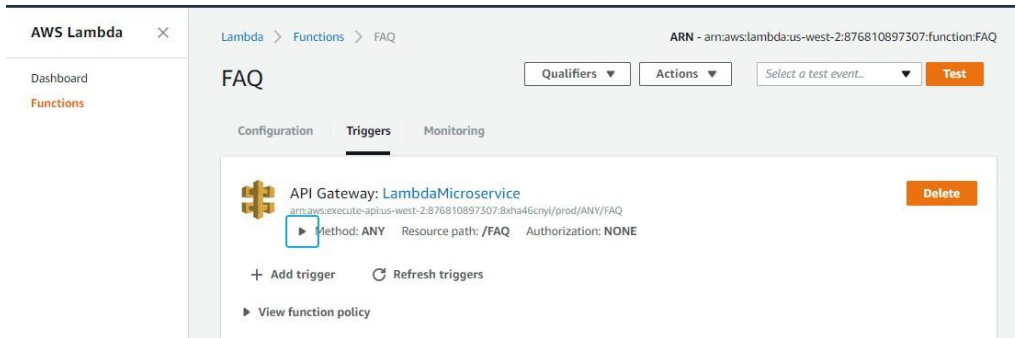 AWS Lambda
Lambda > Functions > FAQ
ARN - arn:aws:lambda:us-west-2:876810897307:function:FAQ
Dashboard
FAQ
Qualifiers
Actions
Select a test event..
Test
Functions
Configuration
Triggers
Monitoring
API Gateway: LambdaMicroservice
Delete
arn:aws:execute-api:us-west-2:876810897307:8xha46cnyi/prod/ANY/FAQ
Method: ANY Resource path: /FAQ Authorization: NONE
Add trigger
Refresh triggers
View function policy